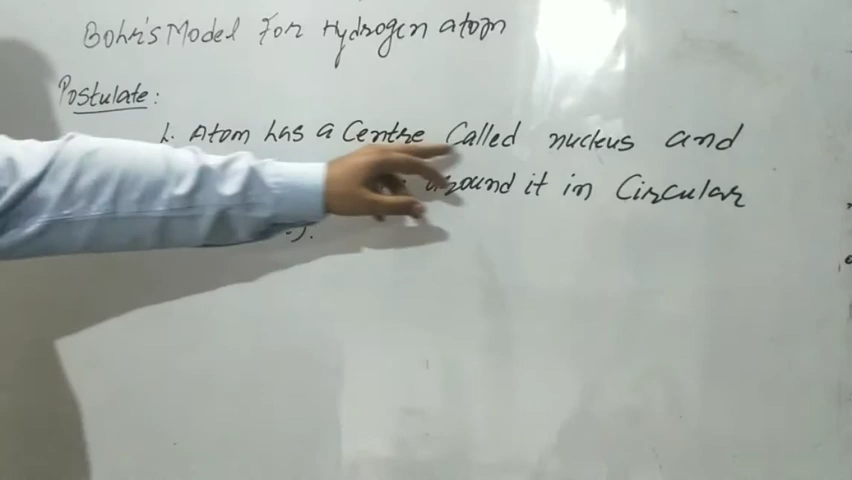 Bohr's Model For Hydrogen atom
Postulate:
1. Atom has a Centre Called nucleus and
around it in Circular